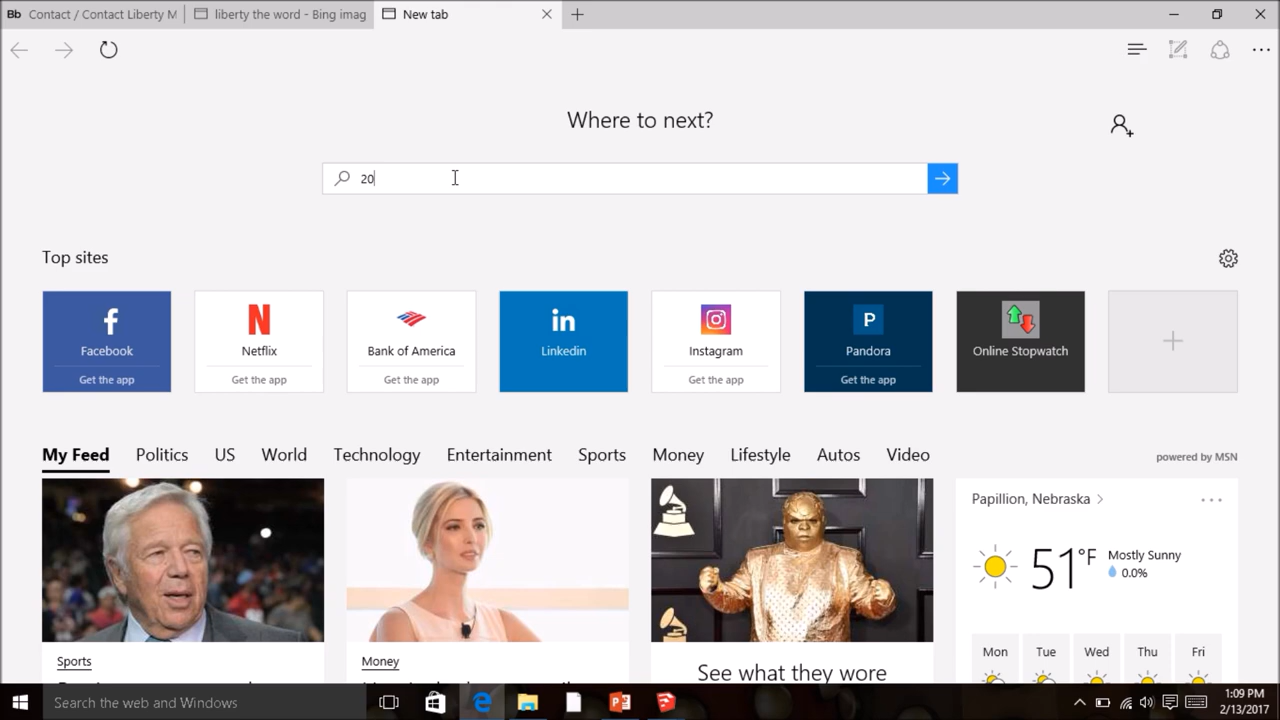 Bb Contact / Contact Liberty M
liberty the word - Bing imag
New tab
Where to next?
20
Top sites
Facebook
Get the app
Netflix
Get the app
Bank of America
Get the app
in
Linkedin
Instagram
Get the app
P
Pandora
Get the app
Online Stopwatch
My Feed Politics US World Technology Entertainment Sports Money Lifestyle Autos Video
powered by MSN
Sports
Money
See what they wore
Papillion, Nebraska
51°F
Mostly Sunny
0.0%
Mon Tue Wed Thu Fri
Search the web and Windows
1:09 PM
2/13/2017